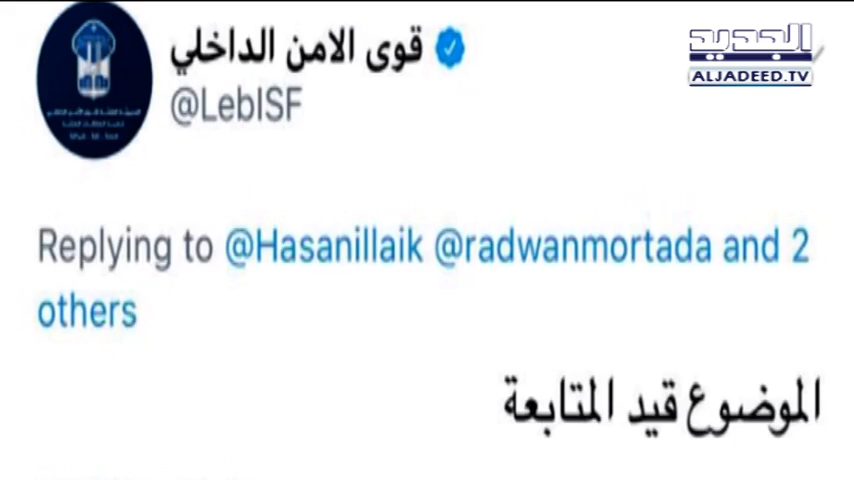 قوى الامن الداخلي
@LebISF
الجديد
ALJADEED.TV
Replying to @Hasanillaik @radwanmortada and 2
others
الموضوع قيد المتابعة